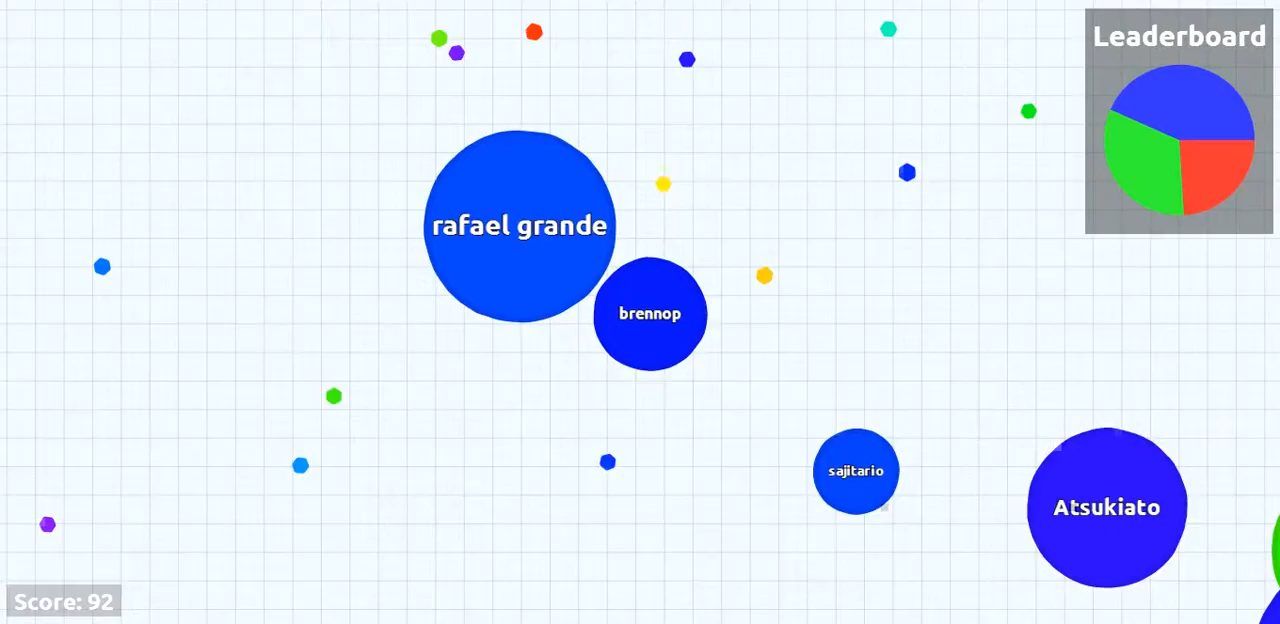 Leaderboard
rafael grande
brennop
sajitario
Atsukiato
Score: 92